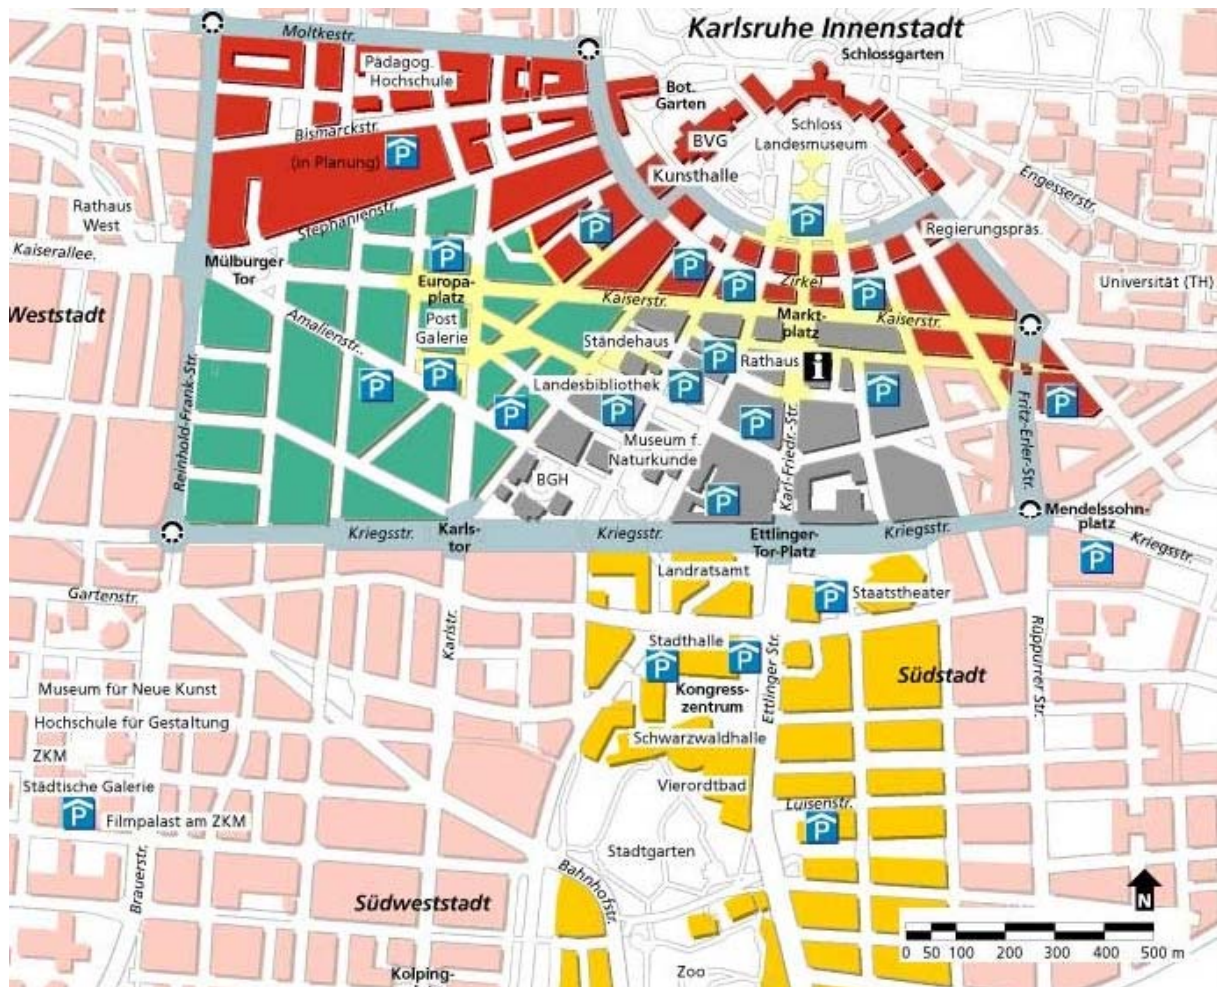 Karlsruhe Innenstadt
Moltkestr.
Schlossgarten
Pädagog.
Hochschule
Bot.
Garten
Bismarckstr.
Schloss
Landesmuseum
BVG
(in Planung)
P
Kunsthalle
Engesserstr.
Rathaus
West
Stephanienstr.
P
P
Regierungspräs.
Kaiserallee.
Mülburger
Tor
P
P
Europa-
platz
P
Zirkel
P
Universität (TH)
Kaiserstr.
Weststadt
Amalienstr..
Post
Galerie
Markt-
platz
Kaiserstr.
Ständehaus
P
Rathaus
i
P
P
Landesbibliothek
P
P
P
P
P
P
Reinhold-Frank-Str.
Karl-Friedr.-Str.
Fritz-Erler-Str.
Museum f.
Naturkunde
BGH
P
Mendelssohn-
platz
Kriegsstr.
Karls-
tor
Kriegsstr.
Ettlinger-
Tor-Platz
Kriegsstr.
Kriegsstr.
P
Landratsamt
Gartenstr.
P
Staatstheater
Karlstr.
Stadthalle
P
P
Ettlinger Str.
Südstadt
Rüppurrer Str.
Museum für Neue Kunst
Kongress-
zentrum
Hochschule für Gestaltung
Schwarzwaldhalle
ZKM
Städtische Galerie
Vierordtbad
P
Filmpalast am ZKM
Luisenstr.
P
Brauerstr.
Stadtgarten
Bahnhofstr.
Südweststadt
N
0 50 100 200 300 400 500 m
Zoo
Kolping-